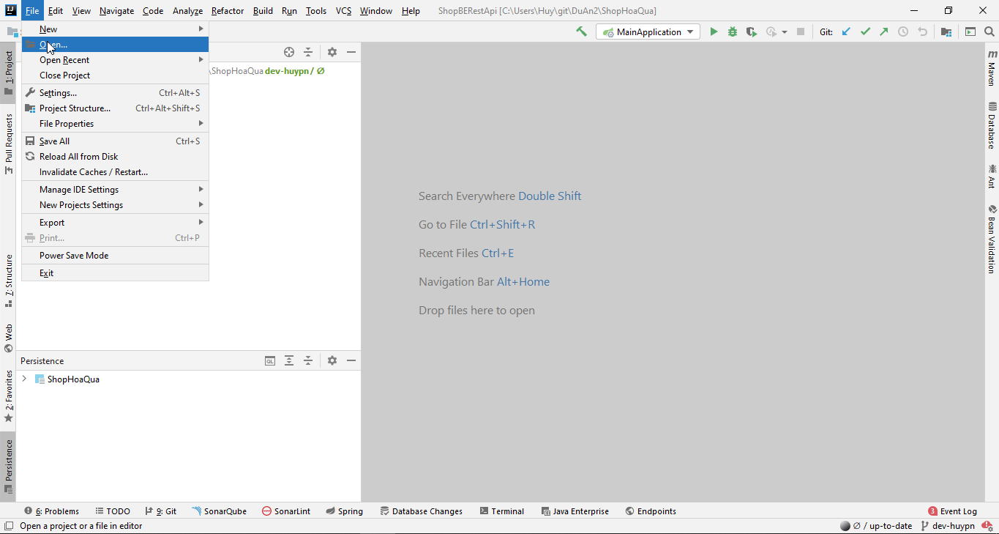 IJ File Edit View Navigate Code Analyze Refactor Build Run Tools VCS Window Help ShopBERestApi [C:\Users\Huy\git\DuAn2\ShopHoaQua]
MainApplication Git:
New
Open...
Open Recent
Close Project
Settings... Ctrl+Alt+S
Project Structure... Ctrl+Alt+Shift+S
File Properties
Save All Ctrl+S
Reload All from Disk
Invalidate Caches / Restart...
Manage IDE Settings
New Projects Settings
Export
Print... Ctrl+P
Power Save Mode
Exit
\ShopHoaQua dev-huypn / Ø
1: Project
Pull Requests
7: Structure
Web
2: Favorites
Persistence
Search Everywhere Double Shift
Go to File Ctrl+Shift+R
Recent Files Ctrl+E
Navigation Bar Alt+Home
Drop files here to open
m Maven
Database
Ant
Bean Validation
Persistence QL
ShopHoaQua
6: Problems TODO 9: Git SonarQube SonarLint Spring Database Changes Terminal Java Enterprise Endpoints 3 Event Log
Open a project or a file in editor Ø / up-to-date dev-huypn